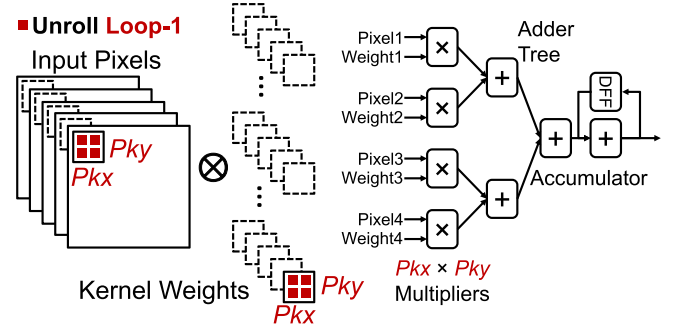 Unroll Loop-1
Input Pixels
Pky
Pkx
Kernel Weights
Pky
Pkx
Pixel1
Weight1
×
Pixel2
Weight2
×
+
Pixel3
Weight3
×
Pixel4
Weight4
×
+
Adder
Tree
+
DFF
+
Accumulator
Pkx × Pky
Multipliers